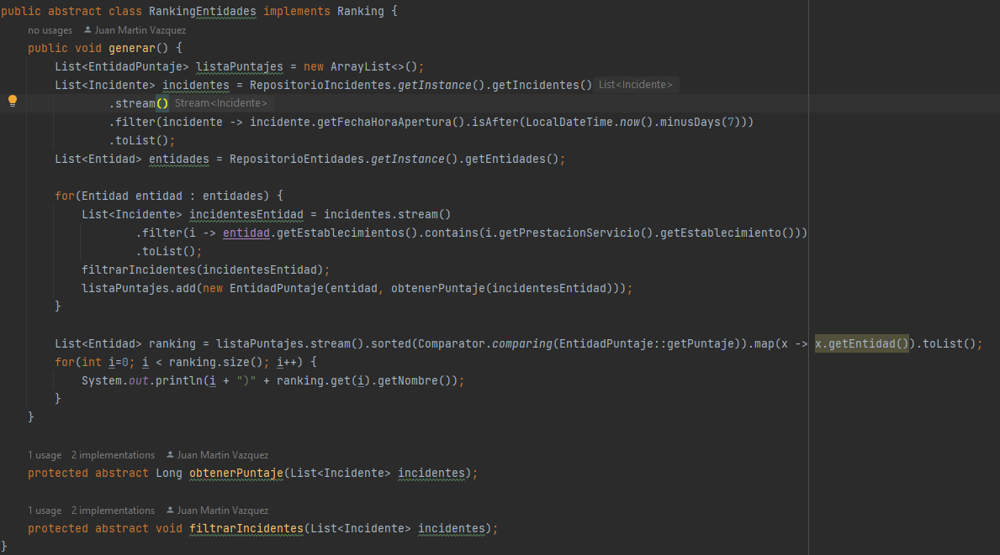 public abstract class RankingEntidades implements Ranking {
no usages   Juan Martin Vazquez
    public void generar() {
        List<EntidadPuntaje> listaPuntajes = new ArrayList<>();
        List<Incidente> incidentes = RepositorioIncidentes.getInstance().getIncidentes() List<Incidente>
                .stream() Stream<Incidente>
                .filter(incidente -> incidente.getFechaHoraApertura().isAfter(LocalDateTime.now().minusDays(7)))
                .toList();
        List<Entidad> entidades = RepositorioEntidades.getInstance().getEntidades();
        for(Entidad entidad : entidades) {
            List<Incidente> incidentesEntidad = incidentes.stream()
                    .filter(i -> entidad.getEstablecimientos().contains(i.getPrestacionServicio().getEstablecimiento()))
                    .toList();
            filtrarIncidentes(incidentesEntidad);
            listaPuntajes.add(new EntidadPuntaje(entidad, obtenerPuntaje(incidentesEntidad)));
        }
        List<Entidad> ranking = listaPuntajes.stream().sorted(Comparator.comparing(EntidadPuntaje::getPuntaje)).map(x -> x.getEntidad()).toList();
        for(int i=0; i < ranking.size(); i++) {
            System.out.println(i + ")" + ranking.get(i).getNombre());
        }
    }
1 usage   2 implementations   Juan Martin Vazquez
    protected abstract Long obtenerPuntaje(List<Incidente> incidentes);
1 usage   2 implementations   Juan Martin Vazquez
    protected abstract void filtrarIncidentes(List<Incidente> incidentes);
}